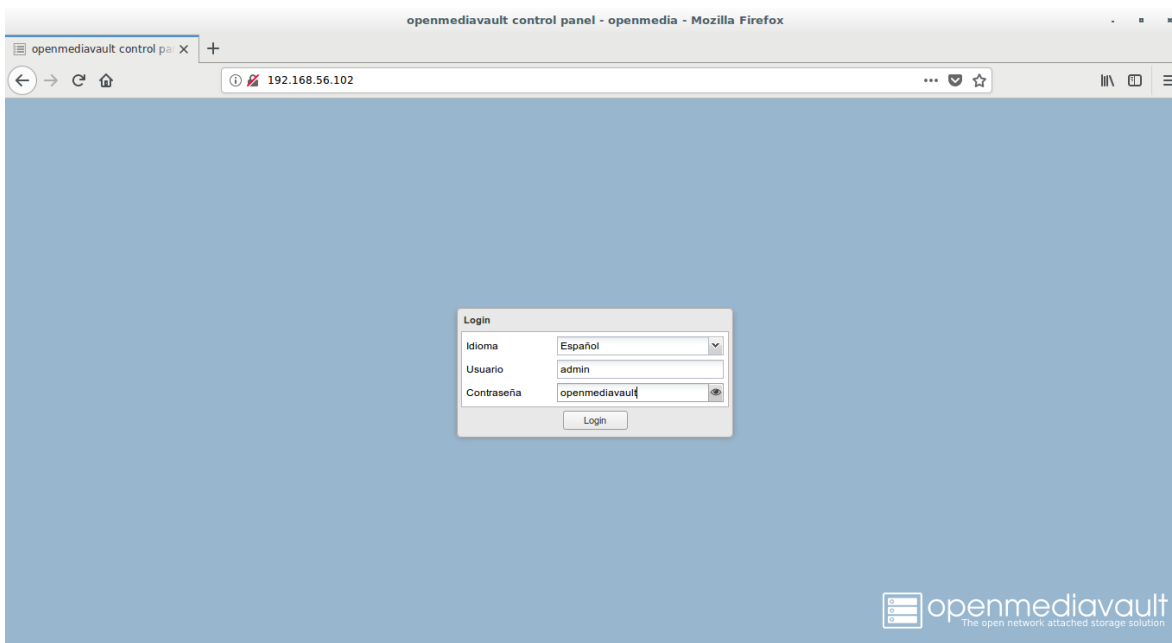 openmediavault control panel - openmedia - Mozilla Firefox
openmediavault control pa
192.168.56.102
Login
Idioma Español
Usuario admin
Contraseña openmediavault
Login
openmediavault
The open network attached storage solution